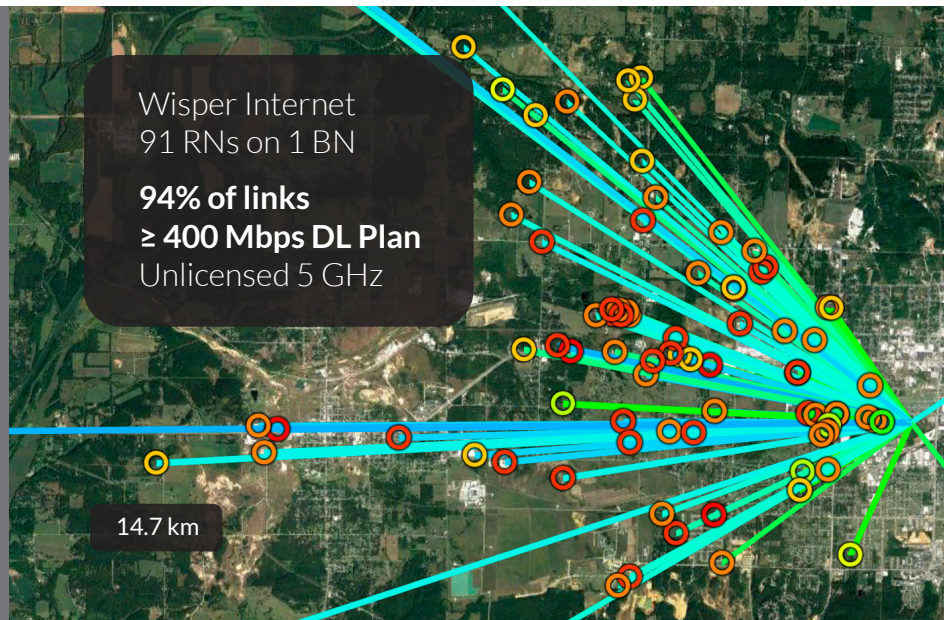 Wisper Internet
91 RNs on 1 BN
94% of links
≥ 400 Mbps DL Plan
Unlicensed 5 GHz
14.7 km